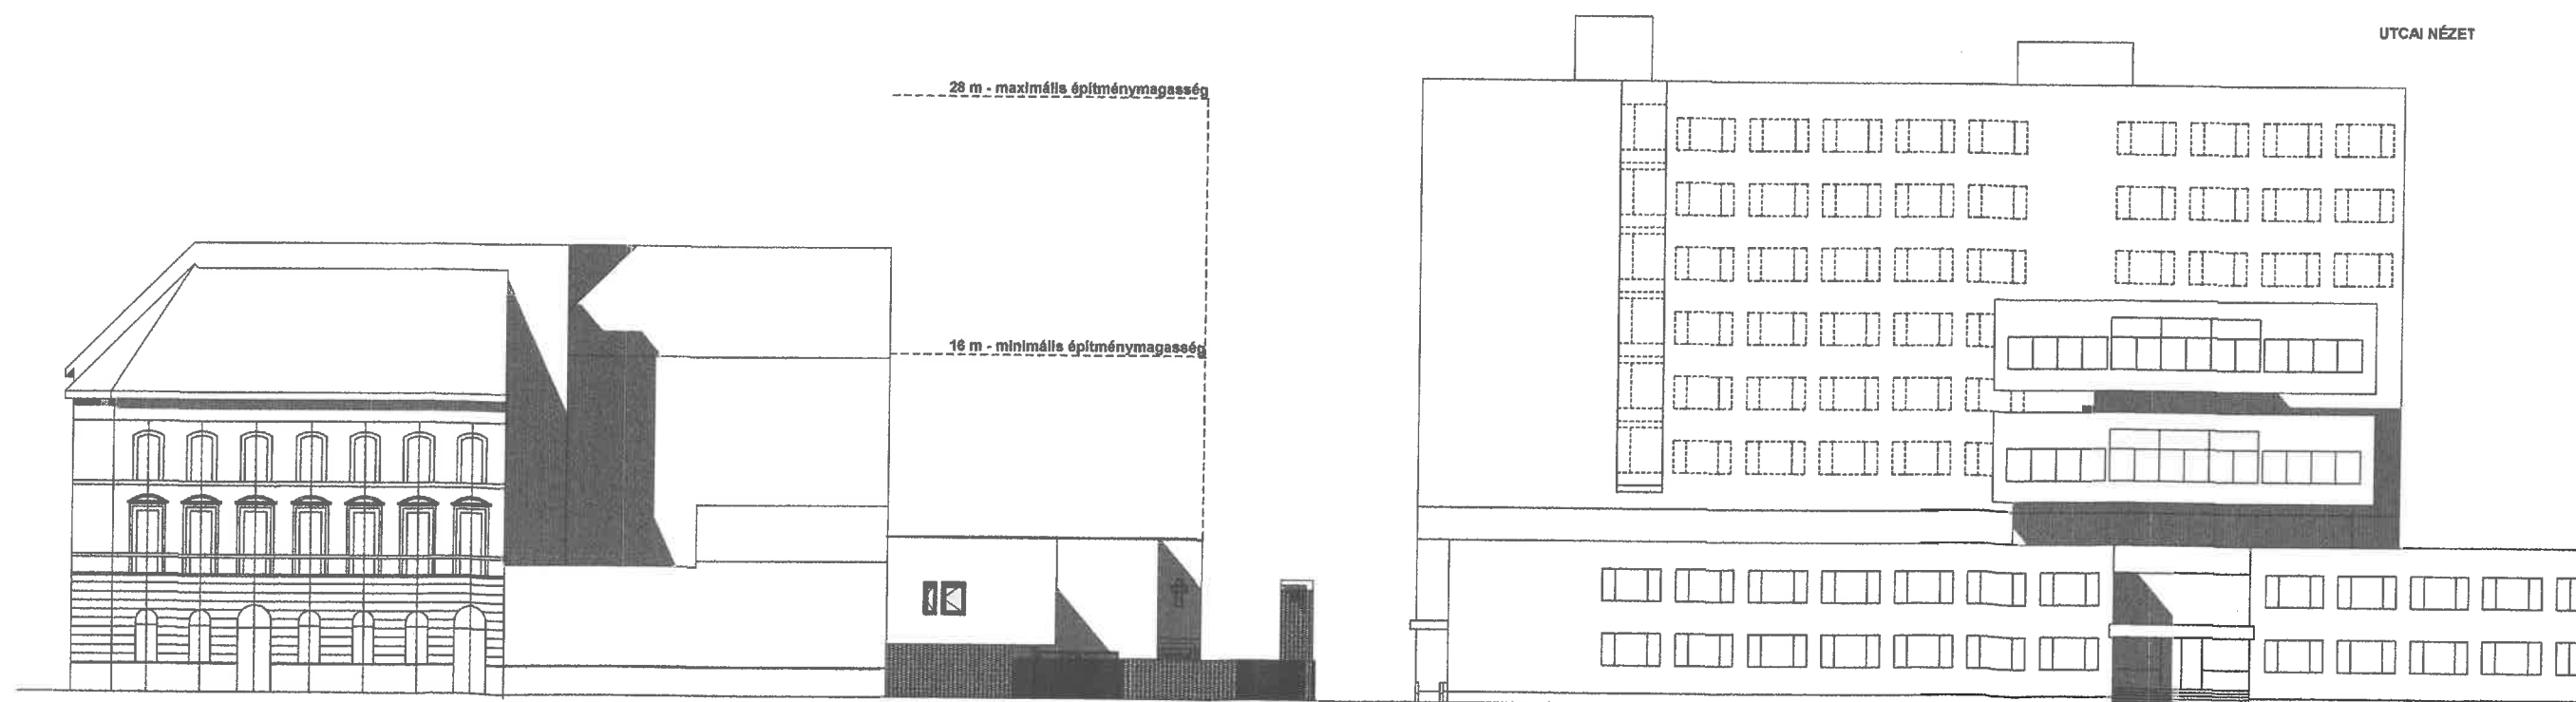 UTCAI NÉZET
28 m - maximális építménymagasség
16 m - minimális építménymagasség